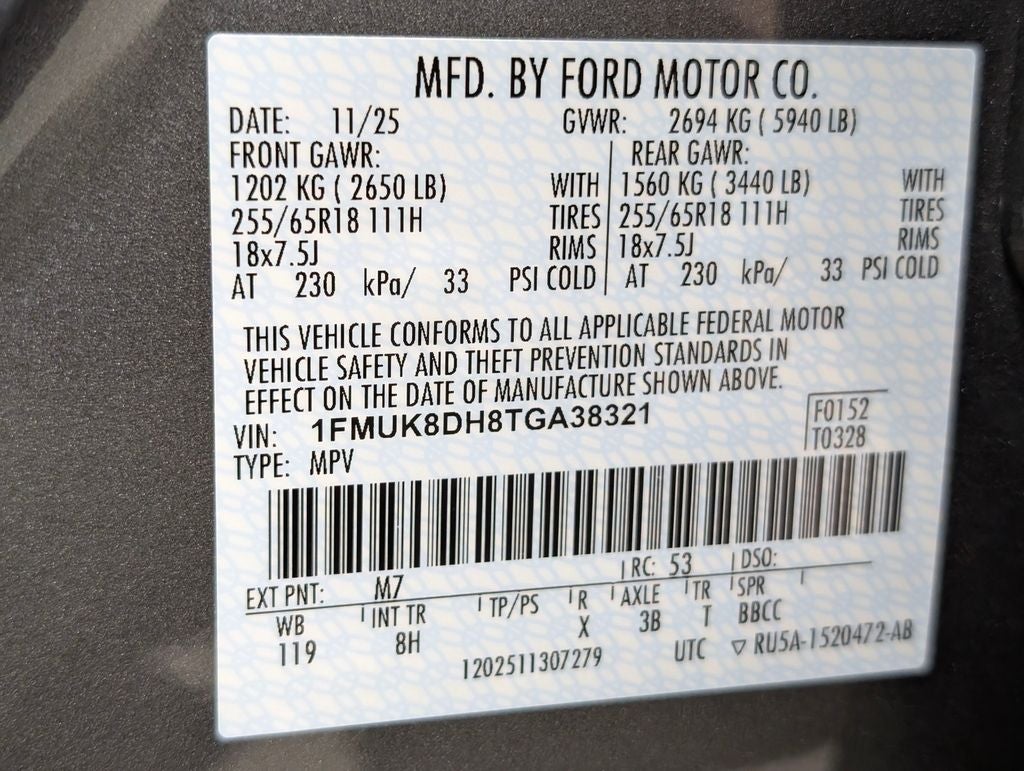 MFD. BY FORD MOTOR CO.
DATE: 11/25 GVWR: 2694 KG ( 5940 LB)
FRONT GAWR: REAR GAWR:
1202 KG ( 2650 LB) WITH 1560 KG ( 3440 LB) WITH
255/65R18 111H TIRES 255/65R18 111H TIRES
18x7.5J RIMS 18x7.5J RIMS
AT 230 kPa/ 33 PSI COLD AT 230 kPa/ 33 PSI COLD
THIS VEHICLE CONFORMS TO ALL APPLICABLE FEDERAL MOTOR
VEHICLE SAFETY AND THEFT PREVENTION STANDARDS IN
EFFECT ON THE DATE OF MANUFACTURE SHOWN ABOVE.
VIN: 1FMUK8DH8TGA38321 F0152
TYPE: MPV T0328
EXT PNT: M7 RC: 53 DSO:
WB INT TR TP/PS R AXLE TR SPR
119 8H X 3B T BBCC
1202511307279 UTC ▽ RU5A-1520472-AB